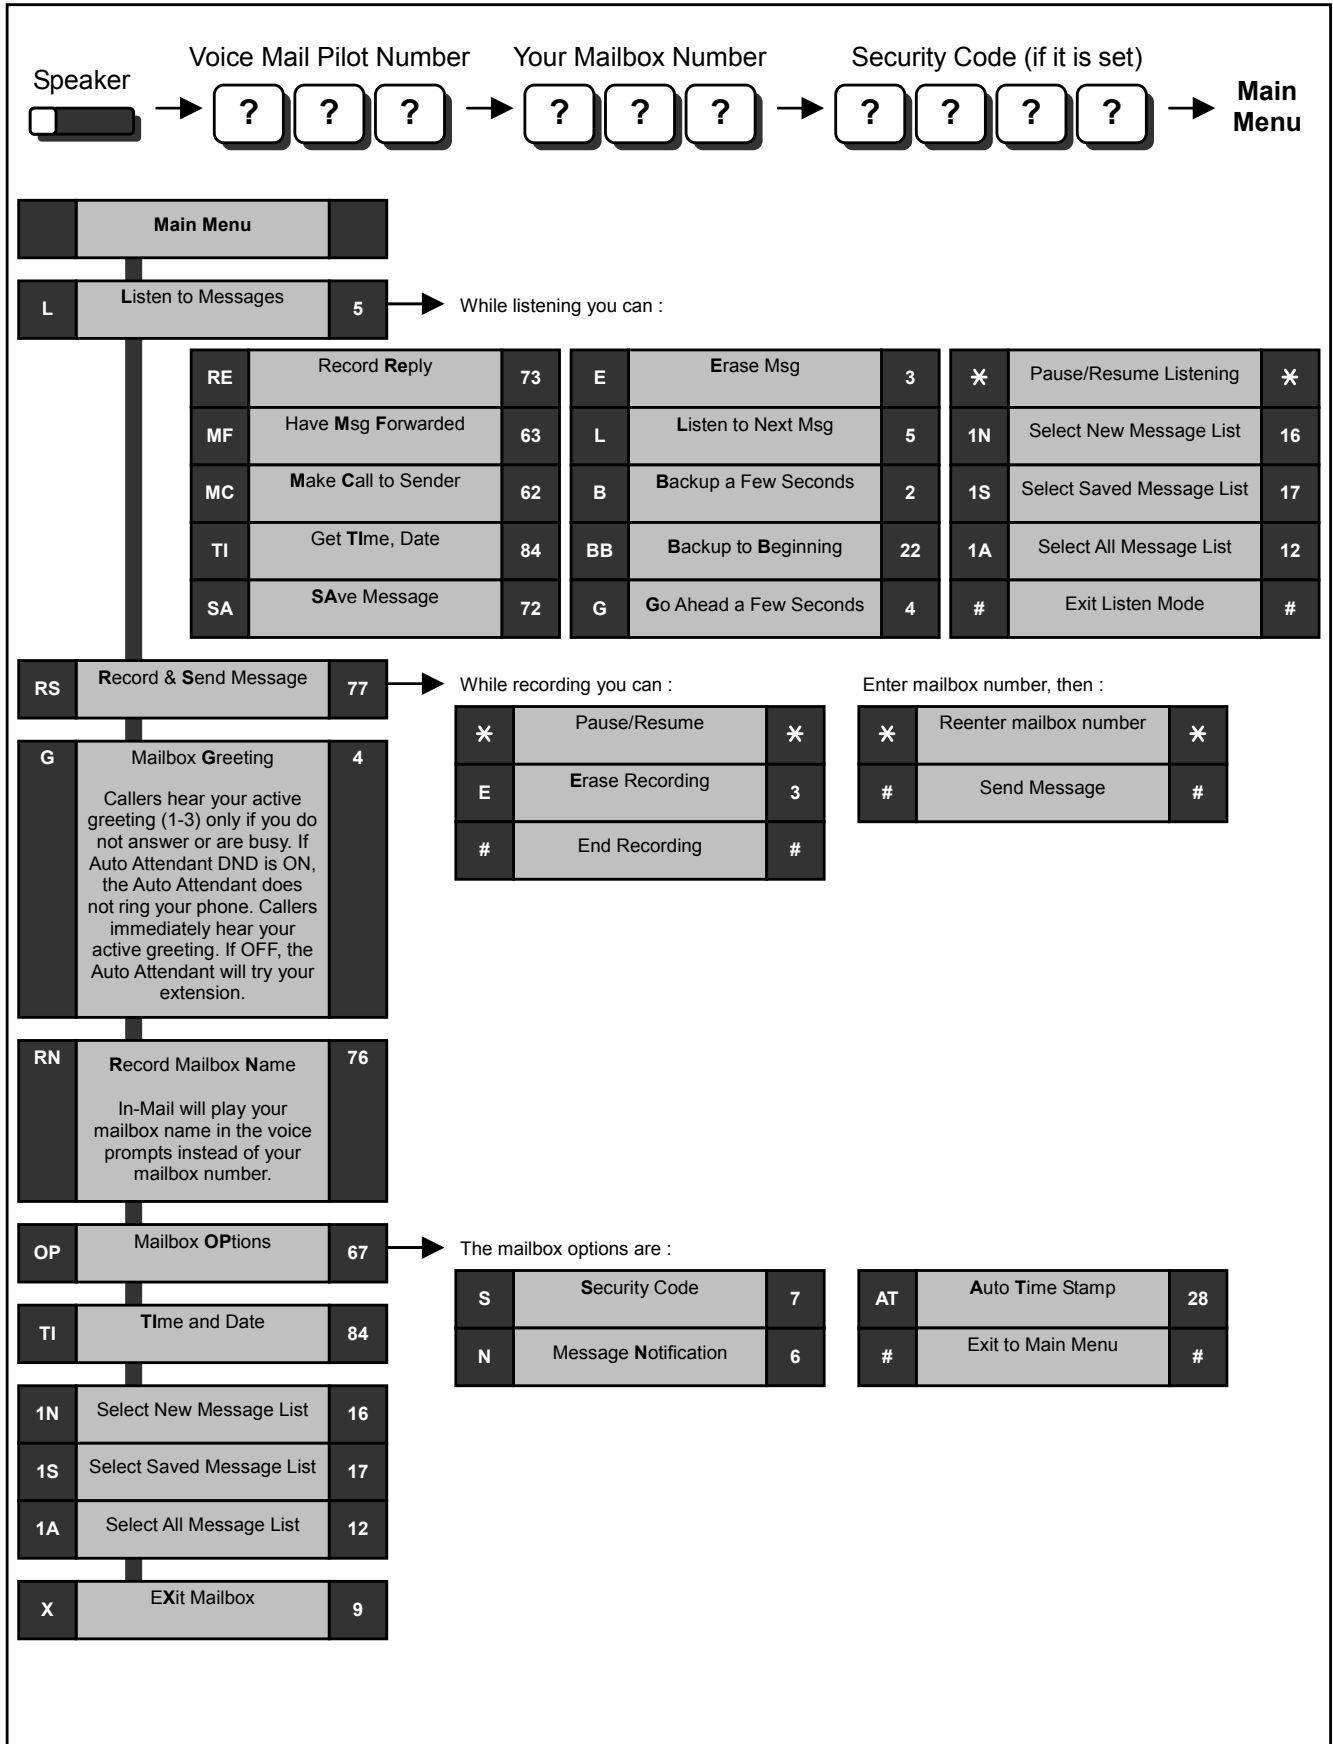 Voice Mail Pilot Number Your Mailbox Number Security Code (if it is set)
Speaker
? ? ? ? ? ? ? ? ? ?
Main
Menu
Main Menu
L Listen to Messages 5 While listening you can :
RE Record Reply 73 E Erase Msg 3 * Pause/Resume Listening *
MF Have Msg Forwarded 63 L Listen to Next Msg 5 1N Select New Message List 16
MC Make Call to Sender 62 B Backup a Few Seconds 2 1S Select Saved Message List 17
TI Get TIme, Date 84 BB Backup to Beginning 22 1A Select All Message List 12
SA SAve Message 72 G Go Ahead a Few Seconds 4 # Exit Listen Mode #
RS Record & Send Message 77 While recording you can : Enter mailbox number, then :
* Pause/Resume * * Reenter mailbox number *
E Erase Recording 3 # Send Message #
# End Recording #
G Mailbox Greeting 4
Callers hear your active
greeting (1-3) only if you do
not answer or are busy. If
Auto Attendant DND is ON,
the Auto Attendant does
not ring your phone. Callers
immediately hear your
active greeting. If OFF, the
Auto Attendant will try your
extension.
RN Record Mailbox Name 76
In-Mail will play your
mailbox name in the voice
prompts instead of your
mailbox number.
OP Mailbox OPtions 67 The mailbox options are :
S Security Code 7 AT Auto Time Stamp 28
N Message Notification 6 # Exit to Main Menu #
TI TIme and Date 84
1N Select New Message List 16
1S Select Saved Message List 17
1A Select All Message List 12
X EXit Mailbox 9